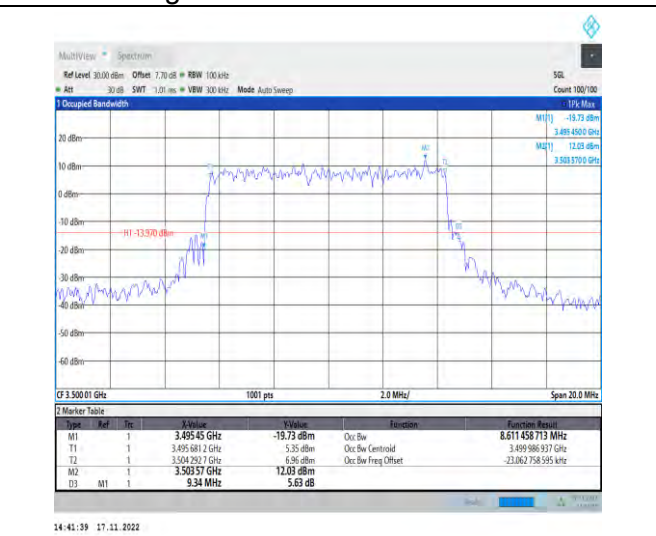 MultiView Spectrum
Ref Level 30.00 dBm Offset 7.70 dB RBW 100 kHz SGL
Att 30 dB SWT 1.01 ms VBW 300 kHz Mode Auto Sweep Count 100/100
1 Occupied Bandwidth 1Pk Max
M1[1] -19.73 dBm
3.495 4500 GHz
M2[1] 12.03 dBm
3.503 5700 GHz
20 dBm
M2
10 dBm
0 dBm
-10 dBm
H1 -13.970 dBm
-20 dBm
-30 dBm
-40 dBm
-50 dBm
-60 dBm
CF 3.500 01 GHz 1001 pts 2.0 MHz/ Span 20.0 MHz
2 Marker Table
Type Ref Trc X-Value Y-Value Function Function Result
M1 1 3.495 45 GHz -19.73 dBm Occ Bw 8.611 458 713 MHz
T1 1 3.495 681 2 GHz 5.35 dBm Occ Bw Centroid 3.499 986 937 GHz
T2 1 3.504 292 7 GHz 6.96 dBm Occ Bw Freq Offset -23.062 758 595 kHz
M2 1 3.503 57 GHz 12.03 dBm
D3 M1 1 9.34 MHz 5.63 dB
14:41:39 17.11.2022